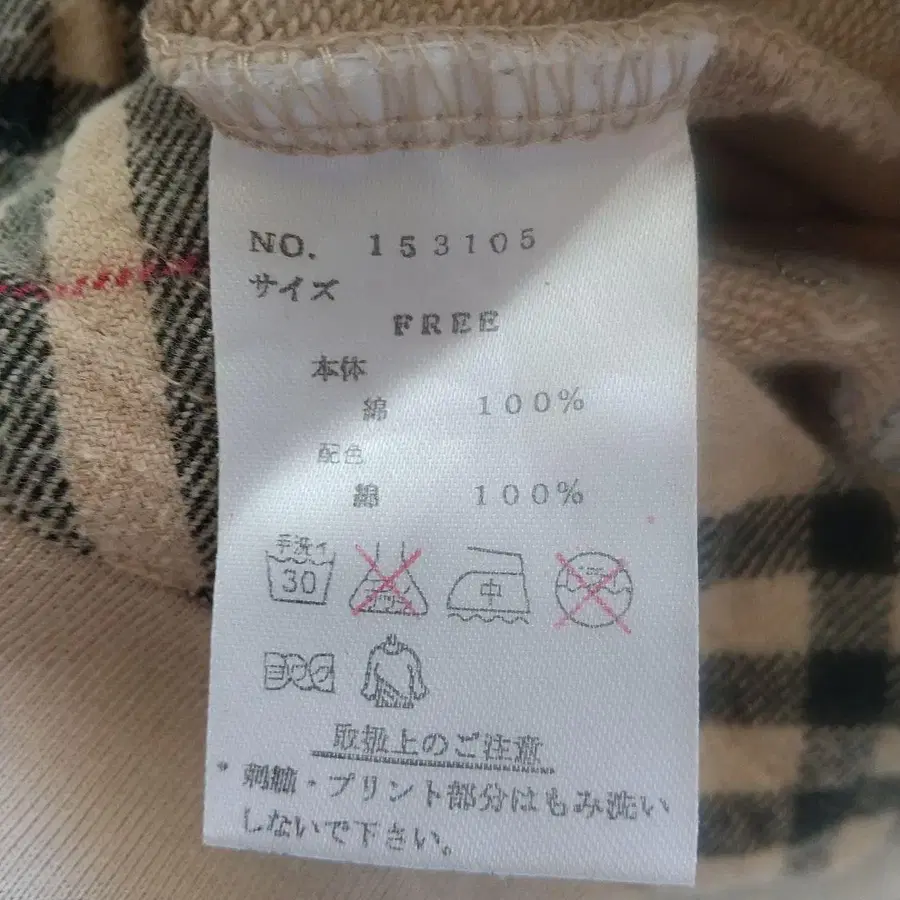 NO. 153105
サイズ
FREE
本体
綿 100%
配色
綿 100%
手洗イ
30
中
取扱上のご注意
* 刺繍・プリント部分はもみ洗い
しないで下さい。